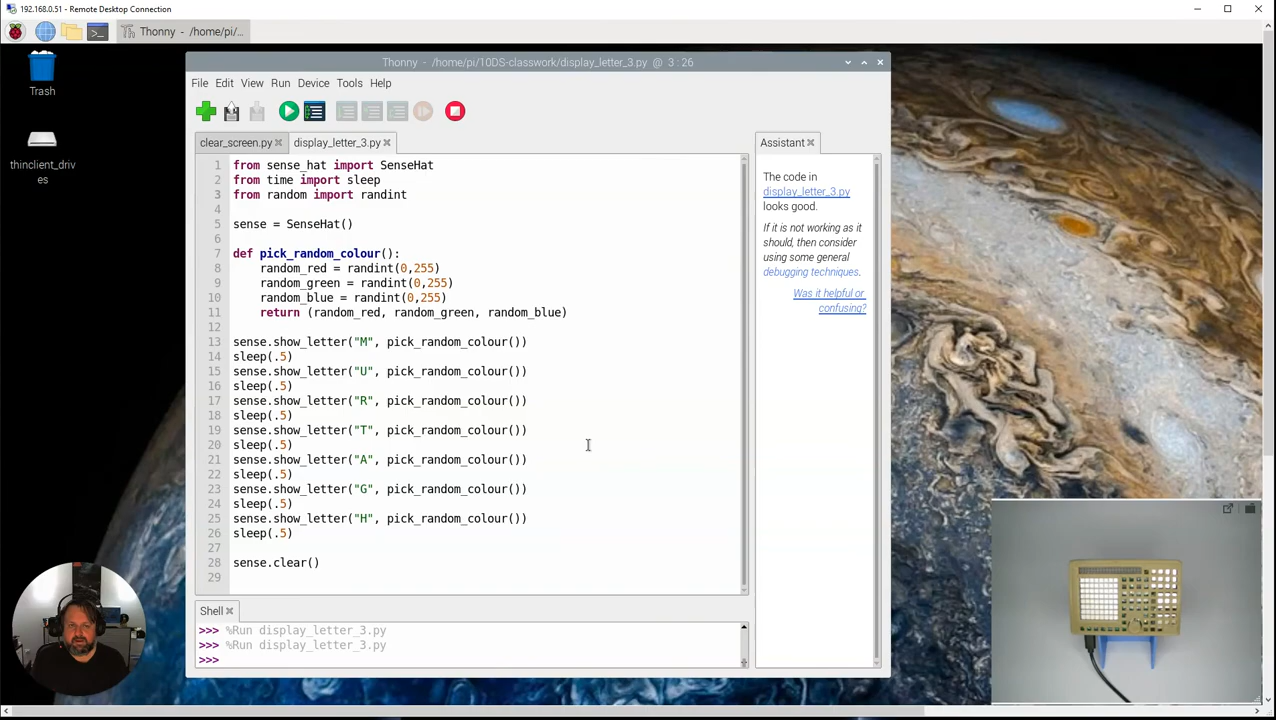 192.168.0.51 - Remote Desktop Connection
Thonny - /home/pi/...
Trash
thinclient_driv
es
Thonny - /home/pi/10DS-classwork/display_letter_3.py @ 3 : 26
File Edit View Run Device Tools Help
clear_screen.py
display_letter_3.py
1 from sense_hat import SenseHat
2 from time import sleep
3 from random import randint
4
5 sense = SenseHat()
6
7 def pick_random_colour():
8 random_red = randint(0,255)
9 random_green = randint(0,255)
10 random_blue = randint(0,255)
11 return (random_red, random_green, random_blue)
12
13 sense.show_letter("M", pick_random_colour())
14 sleep(.5)
15 sense.show_letter("U", pick_random_colour())
16 sleep(.5)
17 sense.show_letter("R", pick_random_colour())
18 sleep(.5)
19 sense.show_letter("T", pick_random_colour())
20 sleep(.5)
21 sense.show_letter("A", pick_random_colour())
22 sleep(.5)
23 sense.show_letter("G", pick_random_colour())
24 sleep(.5)
25 sense.show_letter("H", pick_random_colour())
26 sleep(.5)
27
28 sense.clear()
29
Assistant
The code in
display_letter_3.py
looks good.
If it is not working as it
should, then consider
using some general
debugging techniques.
Was it helpful or
confusing?
Shell
>>> %Run display_letter_3.py
>>> %Run display_letter_3.py
>>>